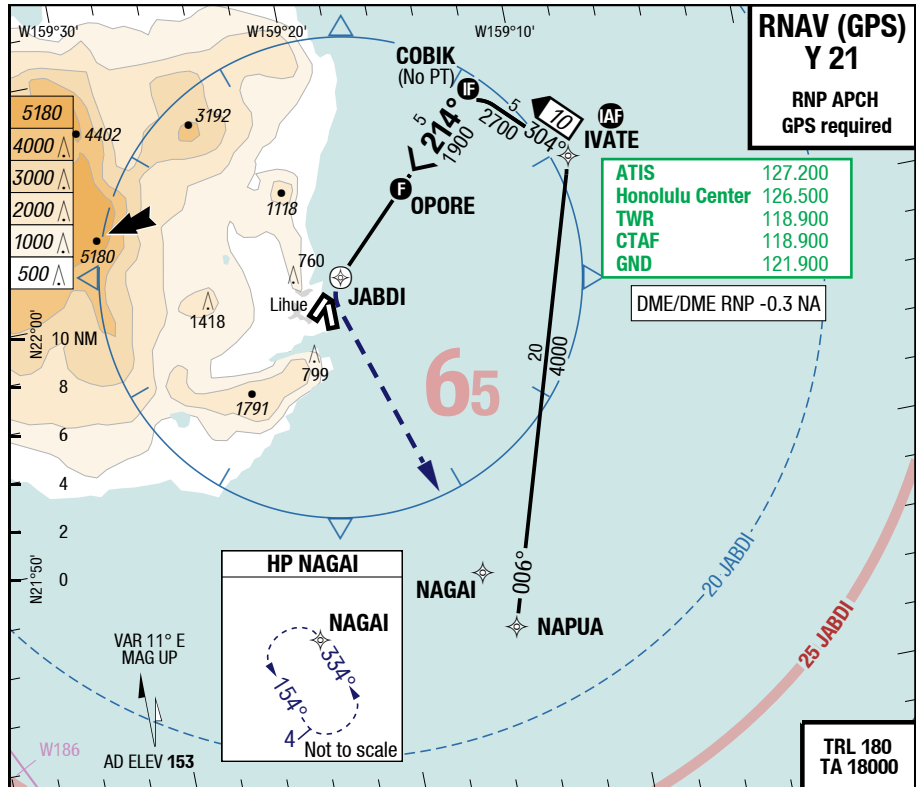 W159°30'
W159°20'
W159°10'
RNAV (GPS)
Y 21
RNP APCH
GPS required
COBIK
(No PT)
IF
5
2700
304°
10
IAF
IVATE
5180
4000
3000
2000
1000
500
4402
3192
5180
1118
760
1418
799
1791
5
214°
1900
F
OPORE
JABDI
Lihue
ATIS 127.200
Honolulu Center 126.500
TWR 118.900
CTAF 118.900
GND 121.900
DME/DME RNP -0.3 NA
N22°00'
10 NM
8
6
4
2
0
N21°50'
65
20
4000
006°
NAGAI
NAPUA
20 JABDI
25 JABDI
HP NAGAI
NAGAI
334°
154°
4
Not to scale
VAR 11° E
MAG UP
AD ELEV 153
W186
TRL 180
TA 18000